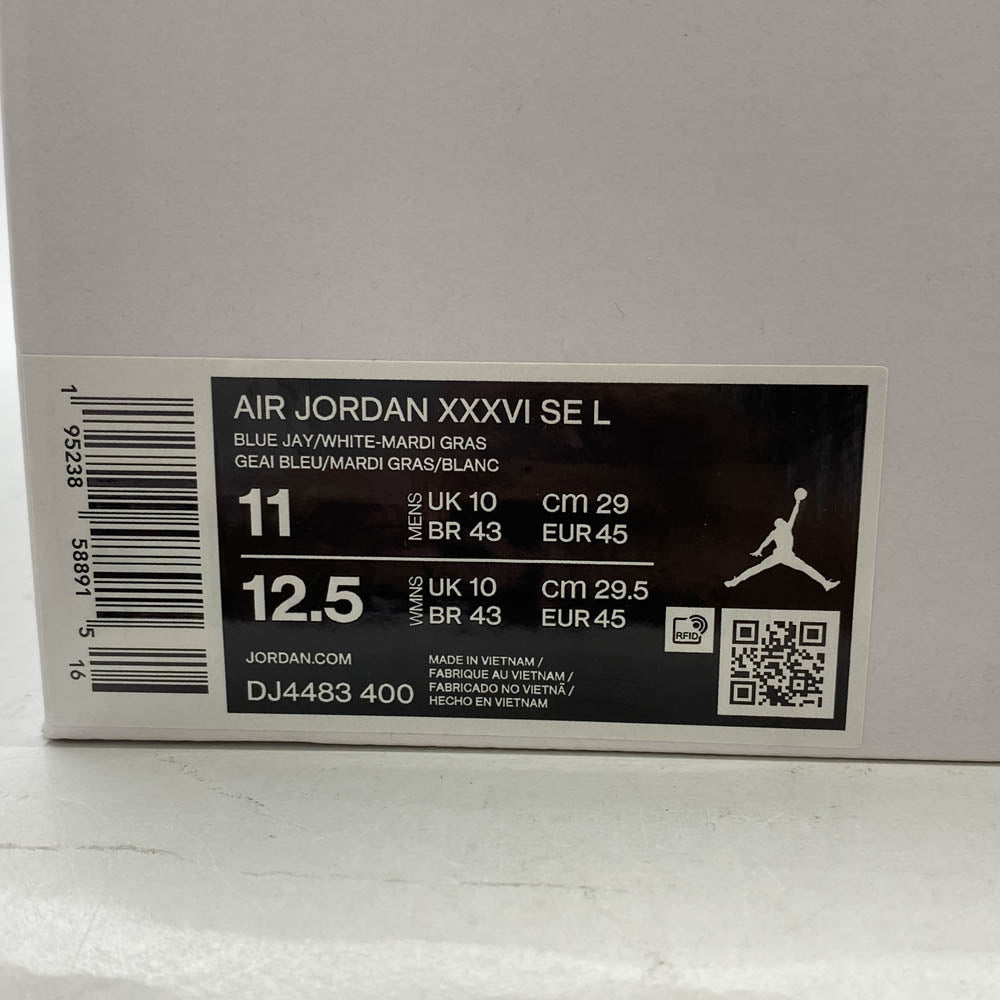 AIR JORDAN XXXVI SE L
BLUE JAY/WHITE-MARDI GRAS
GEAI BLEU/MARDI GRAS/BLANC
11 MENS UK 10 cm 29
BR 43 EUR 45
12.5 WMNS UK 10 cm 29.5
BR 43 EUR 45
JORDAN.COM
DJ4483 400
MADE IN VIETNAM /
FABRIQUE AU VIETNAM /
FABRICADO NO VIETNÃ /
HECHO EN VIETNAM
RFID
1 95238 58891 5 16